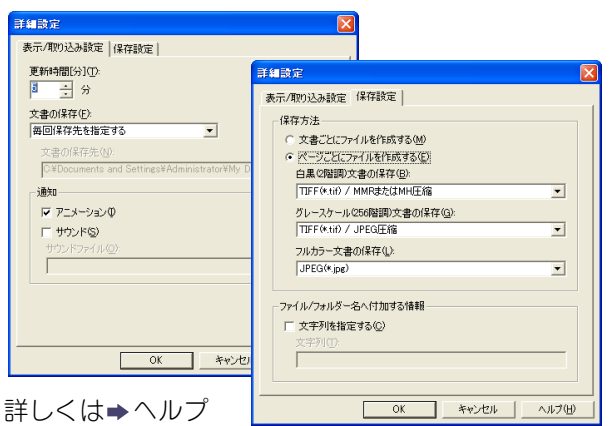 詳細設定
表示/取り込み設定
保存設定
更新時間[分](T):
5
分
文書の保存(F):
毎回保存先を指定する
文書の保存先(N):
C:¥Documents and Settings¥Administrator¥My D
通知
アニメーション(I)
サウンド(S)
サウンドファイル(O):
OK
キャンセル
詳細設定
表示/取り込み設定
保存設定
保存方法
文書ごとにファイルを作成する(M)
ページごとにファイルを作成する(E)
白黒(2階調)文書の保存(B):
TIFF(*.tif) / MMRまたはMH圧縮
グレースケール(256階調)文書の保存(G):
TIFF(*.tif) / JPEG圧縮
フルカラー文書の保存(L):
JPEG(*.jpg)
ファイル/フォルダー名へ付加する情報
文字列を指定する(C)
文字列(T):
OK
キャンセル
ヘルプ(H)
詳しくは➡ヘルプ